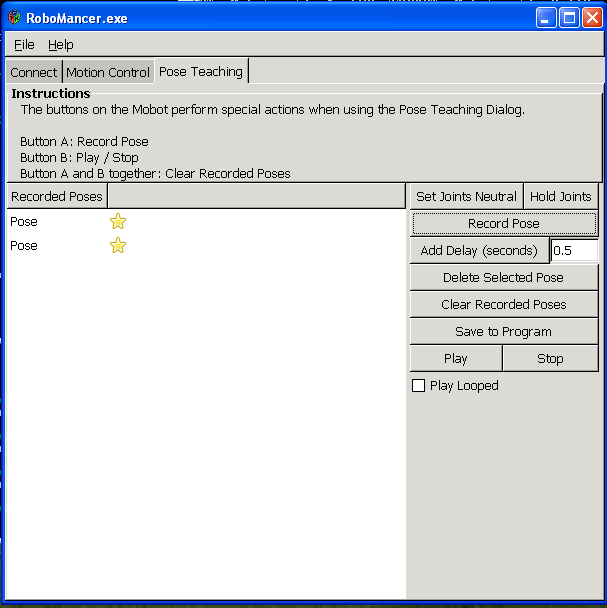 RoboMancer.exe
File Help
Connect Motion Control Pose Teaching
Instructions
The buttons on the Mobot perform special actions when using the Pose Teaching Dialog.
Button A: Record Pose
Button B: Play / Stop
Button A and B together: Clear Recorded Poses
Recorded Poses
Pose
Pose
Set Joints Neutral Hold Joints
Record Pose
Add Delay (seconds) 0.5
Delete Selected Pose
Clear Recorded Poses
Save to Program
Play Stop
Play Looped